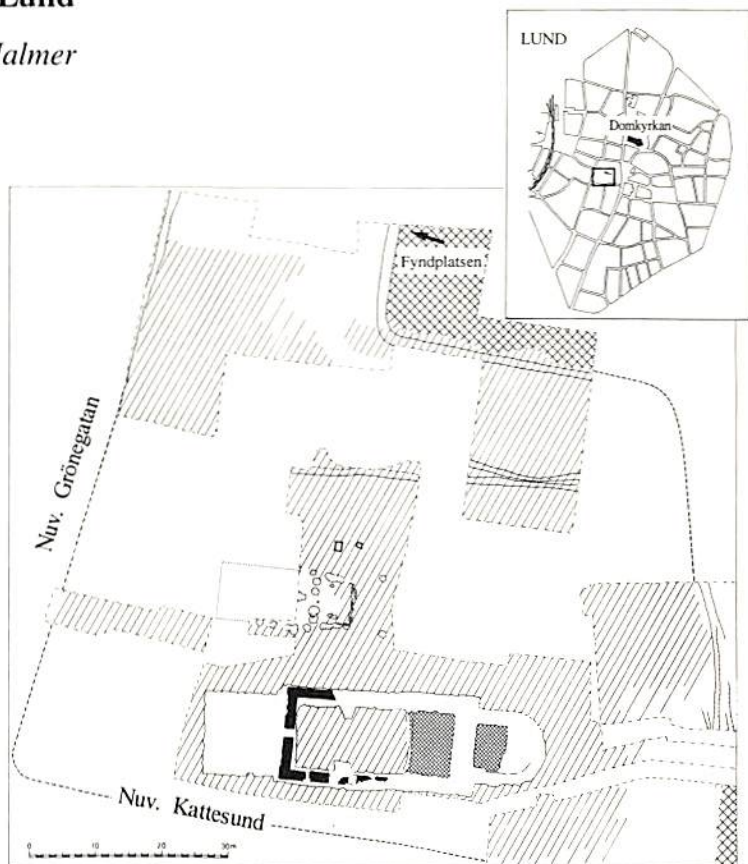 Lund
almer
LUND
Domkyrkan
Fyndplatsen
Nuv. Grönegatan
Nuv. Kattesund
0 10 20 30m